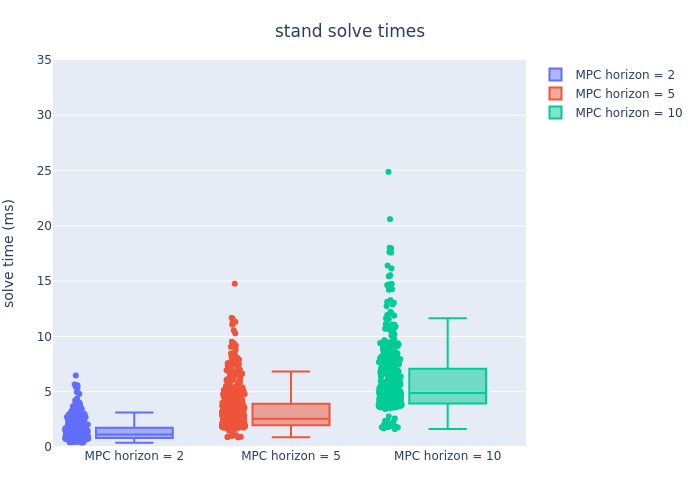 stand solve times
solve time (ms)
35
30
25
20
15
10
5
0
MPC horizon = 2
MPC horizon = 5
MPC horizon = 10
MPC horizon = 2
MPC horizon = 5
MPC horizon = 10